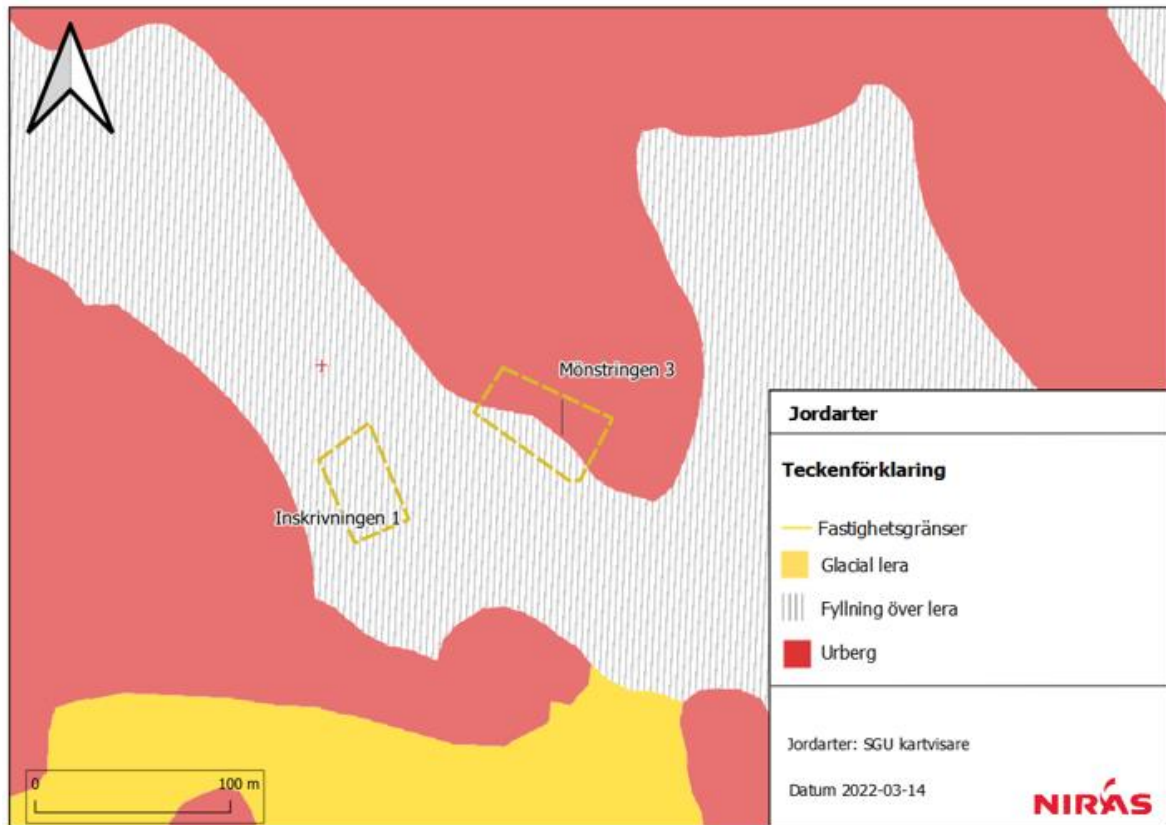 Mönstringen 3
Inskrivningen 1
Jordarter
Teckenförklaring
Fastighetsgränser
Glacial lera
Fyllning över lera
Urberg
Jordarter: SGU kartvisare
Datum 2022-03-14
NIRAS
0 100 m